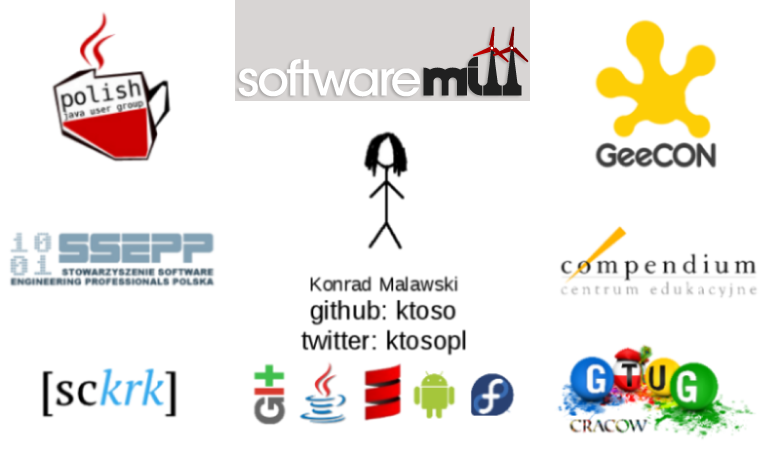 polish
java user group
softwaremill
GeeCON
10
01
SSEPP
STOWARZYSZENIE SOFTWARE
ENGINEERING PROFESSIONALS POLSKA
compendium
centrum edukacyjne
Konrad Malawski
github: ktoso
twitter: ktosopl
[sckrk]
GIt
GTUG
CRACOW